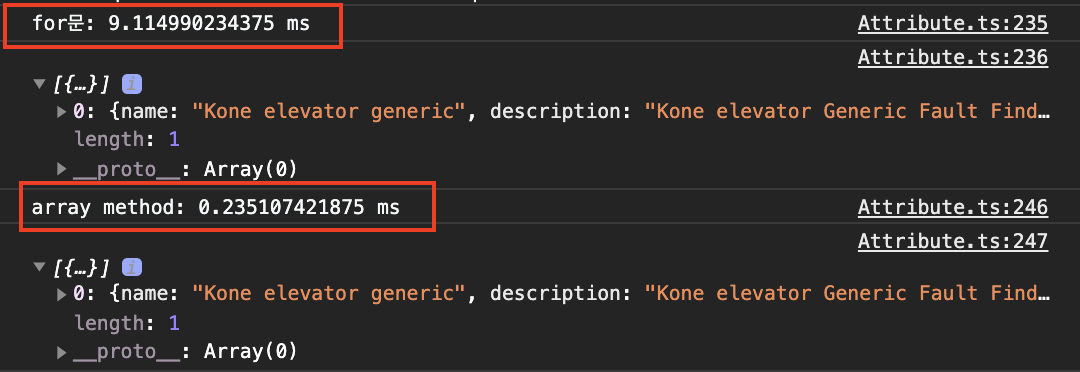 for문: 9.114990234375 ms Attribute.ts:235
Attribute.ts:236
▼ [{…}] i
▶ 0: {name: "Kone elevator generic", description: "Kone elevator Generic Fault Find…
length: 1
▶ __proto__: Array(0)
array method: 0.235107421875 ms Attribute.ts:246
Attribute.ts:247
▼ [{…}] i
▶ 0: {name: "Kone elevator generic", description: "Kone elevator Generic Fault Find…
length: 1
▶ __proto__: Array(0)